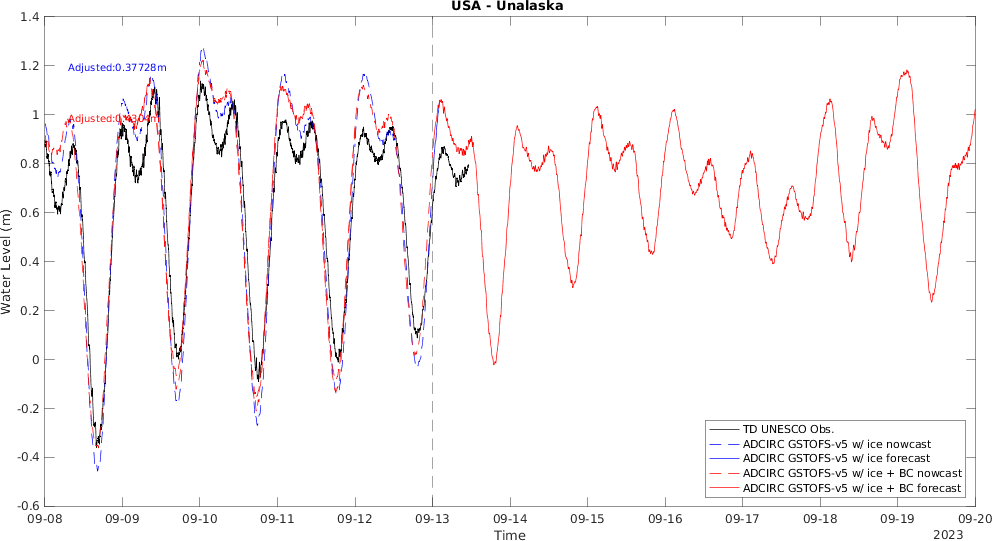 USA - Unalaska
Water Level (m)
1.4
1.2
1
0.8
0.6
0.4
0.2
0
-0.2
-0.4
-0.6
Adjusted:0.37728m
TD UNESCO Obs.
ADCIRC GSTOFS-v5 w/ ice nowcast
ADCIRC GSTOFS-v5 w/ ice forecast
ADCIRC GSTOFS-v5 w/ ice + BC nowcast
ADCIRC GSTOFS-v5 w/ ice + BC forecast
09-08 09-09 09-10 09-11 09-12 09-13 09-14 09-15 09-16 09-17 09-18 09-19 09-20
Time
2023